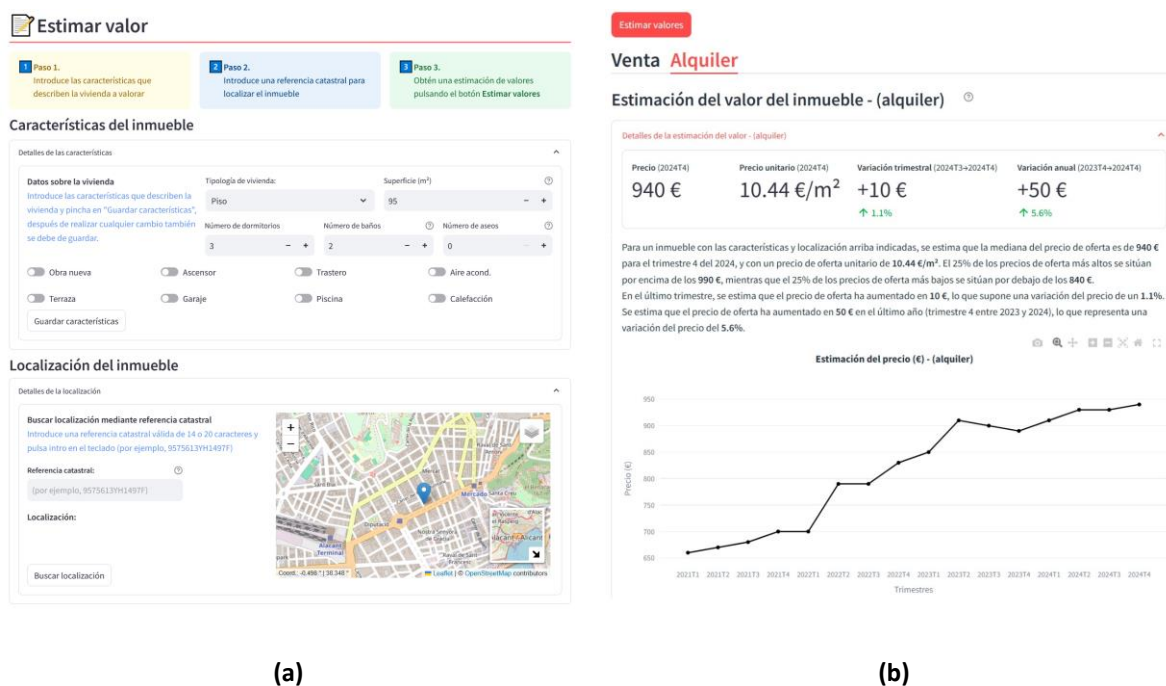 Estimar valor
1 Paso 1.
Introduce las características que
describen la vivienda a valorar
2 Paso 2.
Introduce una referencia catastral para
localizar el inmueble
3 Paso 3.
Obtén una estimación de valores
pulsando el botón Estimar valores
Características del inmueble
Detalles de las características
Datos sobre la vivienda
Introduce las características que describen la
vivienda y pincha en "Guardar características",
después de realizar cualquier cambio también
se debe de guardar.
Tipología de vivienda:
Piso
Superficie (m²)
95
Número de dormitorios
3
Número de baños
2
Número de aseos
0
Obra nueva
Ascensor
Trastero
Aire acond.
Terraza
Garaje
Piscina
Calefacción
Guardar características
Localización del inmueble
Detalles de la localización
Buscar localización mediante referencia catastral
Introduce una referencia catastral válida de 14 o 20 caracteres y
pulsa intro en el teclado (por ejemplo, 9575613YH1497F)
Referencia catastral:
(por ejemplo, 9575613YH1497F)
Localización:
Buscar localización
Mercado
Santa Creu
Diputació
Alacant
Terminal
Nostra Senyora
de Gràcia
Raval de Sant
Alacant / Alicante
Leaflet | © OpenStreetMap contributors
(a)
Estimar valores
Venta Alquiler
Estimación del valor del inmueble - (alquiler)
Detalles de la estimación del valor - (alquiler)
Precio (2024T4)
940 €
Precio unitario (2024T4)
10.44 €/m²
Variación trimestral (2024T3→2024T4)
+10 €
↑ 1.1%
Variación anual (2023T4→2024T4)
+50 €
↑ 5.6%
Para un inmueble con las características y localización arriba indicadas, se estima que la mediana del precio de oferta es de 940 €
para el trimestre 4 del 2024, y con un precio de oferta unitario de 10.44 €/m². El 25% de los precios de oferta más altos se sitúan
por encima de los 990 €, mientras que el 25% de los precios de oferta más bajos se sitúan por debajo de los 840 €.
En el último trimestre, se estima que el precio de oferta ha aumentado en 10 €, lo que supone una variación del precio de un 1.1%.
Se estima que el precio de oferta ha aumentado en 50 € en el último año (trimestre 4 entre 2023 y 2024), lo que representa una
variación del precio del 5.6%.
Estimación del precio (€) - (alquiler)
Precio (€)
950
900
850
800
750
700
650
2021T1 2021T2 2021T3 2021T4 2022T1 2022T2 2022T3 2022T4 2023T1 2023T2 2023T3 2023T4 2024T1 2024T2 2024T3 2024T4
Trimestres
(b)